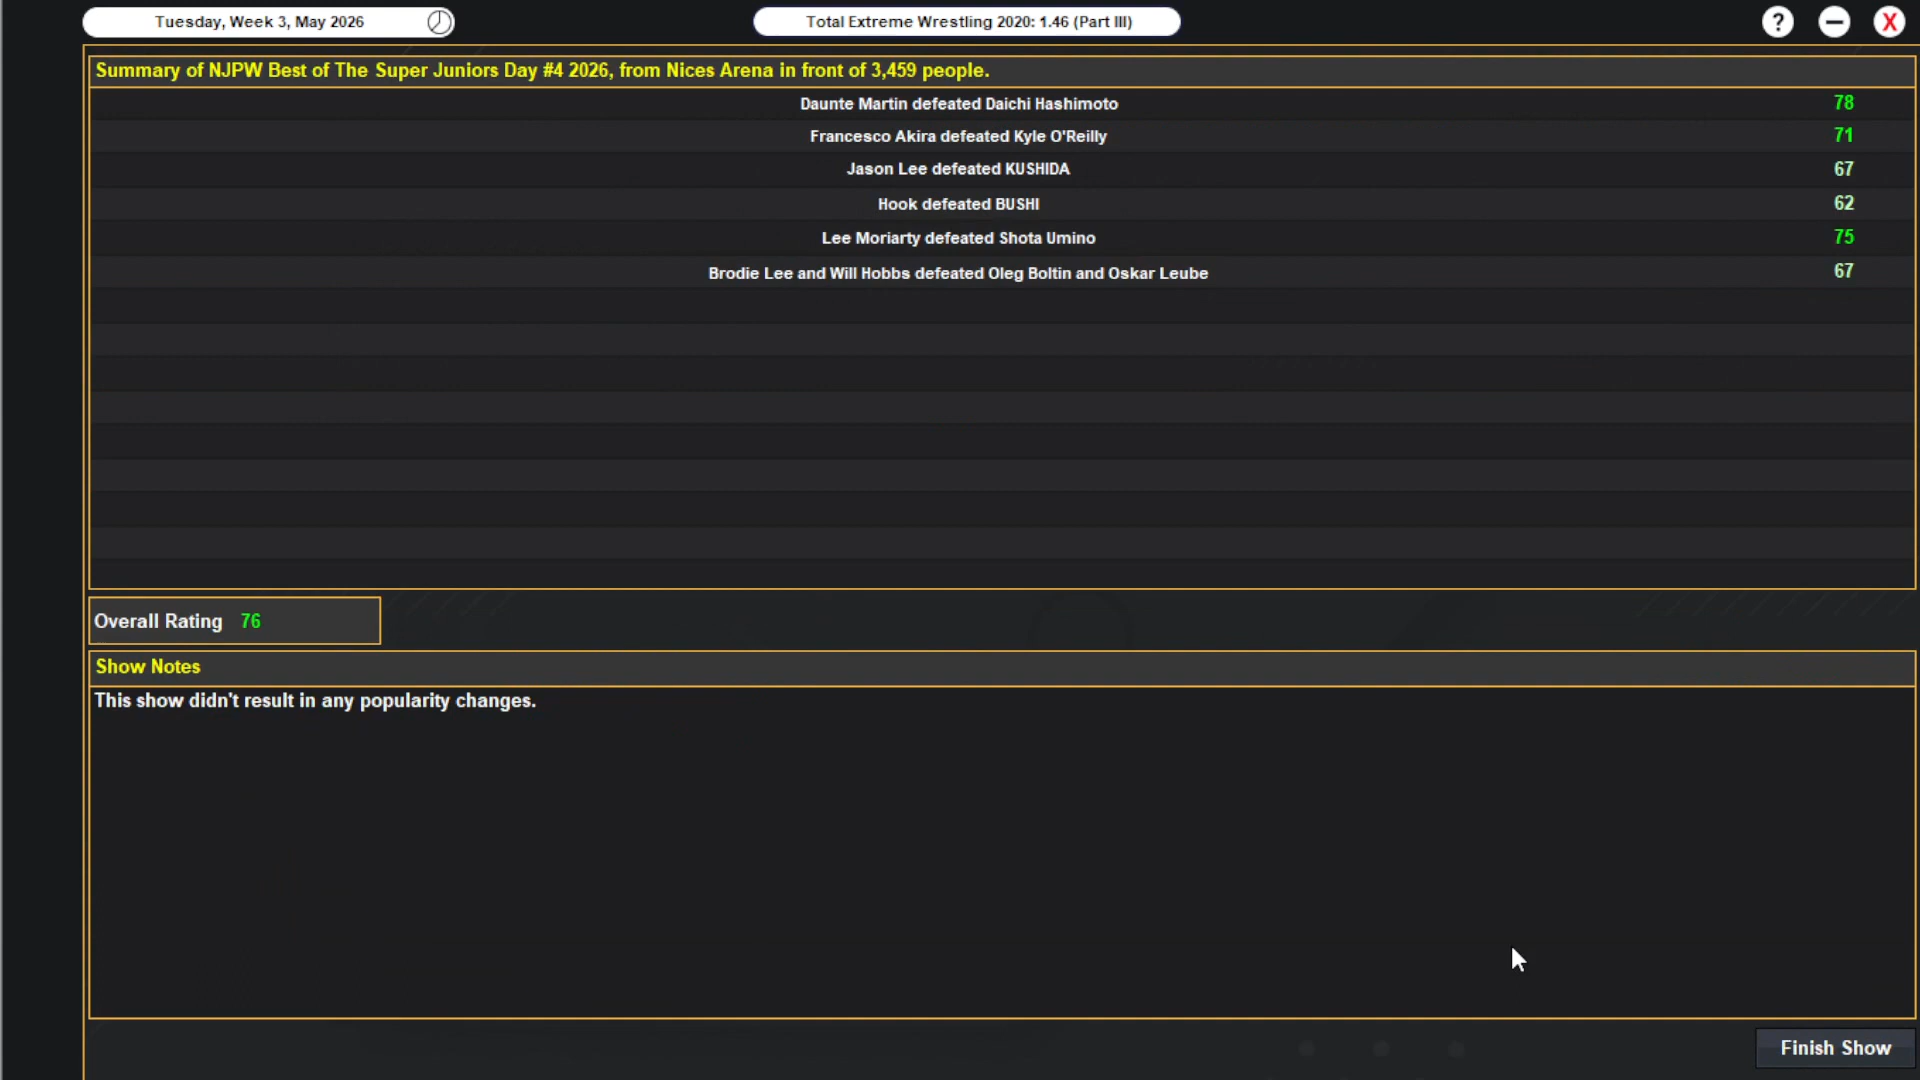 Tuesday, Week 3, May 2026
Total Extreme Wrestling 2020: 1.46 (Part III)
?
X
Summary of NJPW Best of The Super Juniors Day #4 2026, from Nices Arena in front of 3,459 people.
Daunte Martin defeated Daichi Hashimoto 78
Francesco Akira defeated Kyle O'Reilly 71
Jason Lee defeated KUSHIDA 67
Hook defeated BUSHI 62
Lee Moriarty defeated Shota Umino 75
Brodie Lee and Will Hobbs defeated Oleg Boltin and Oskar Leube 67
Overall Rating 76
Show Notes
This show didn't result in any popularity changes.
Finish Show